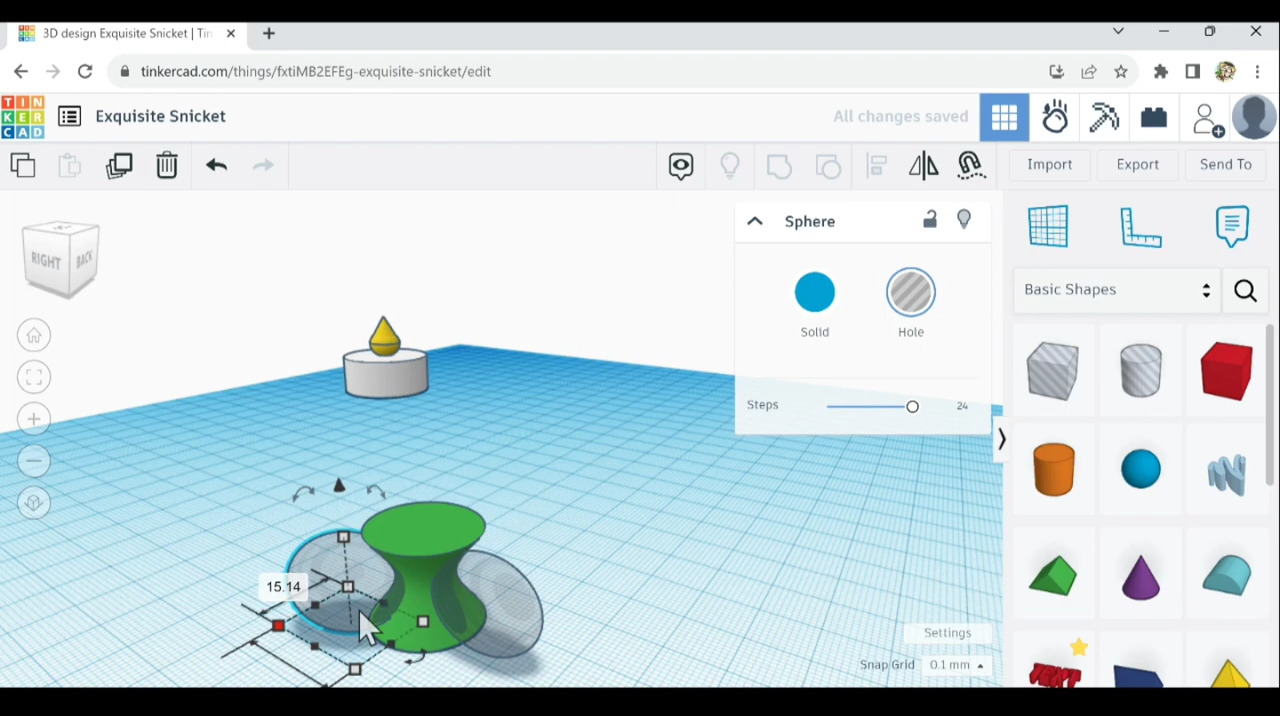 3D design Exquisite Snicket | Tin
tinkercad.com/things/fxtiMB2EFEg-exquisite-snicket/edit
TIN
KER
CAD
Exquisite Snicket
All changes saved
Import
Export
Send To
Sphere
RIGHT
BACK
Solid
Hole
Basic Shapes
Steps
24
15.14
Settings
Snap Grid
0.1 mm
TEXT